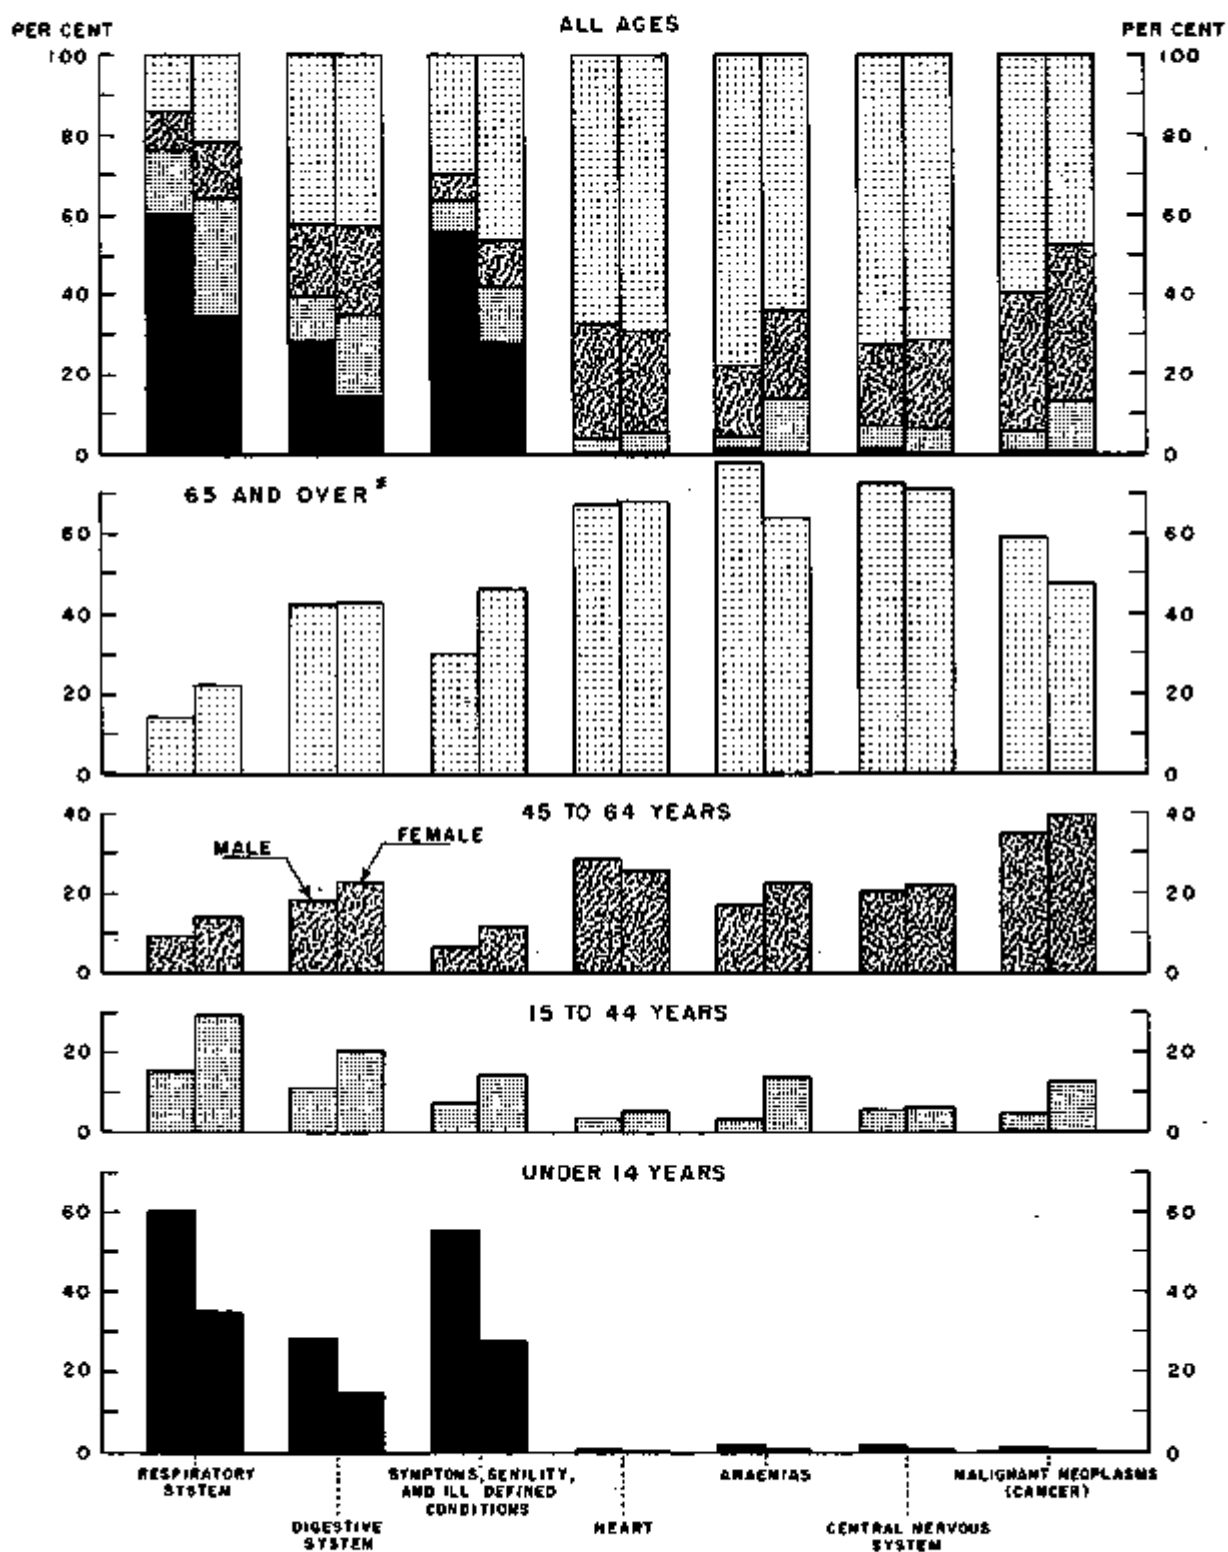 ALL AGES
PER CENT
PER CENT
100
80
60
40
20
0
100
80
60
40
20
0
65 AND OVER*
60
40
20
0
60
40
20
0
45 TO 64 YEARS
MALE
FEMALE
40
20
0
40
20
0
15 TO 44 YEARS
20
0
20
0
UNDER 14 YEARS
60
40
20
0
60
40
20
0
RESPIRATORY
SYSTEM
DIGESTIVE
SYSTEM
SYMPTOMS, SENILITY,
AND ILL DEFINED
CONDITIONS
HEART
ANAEMIAS
CENTRAL NERVOUS
SYSTEM
MALIGNANT NEOPLASMS
(CANCER)